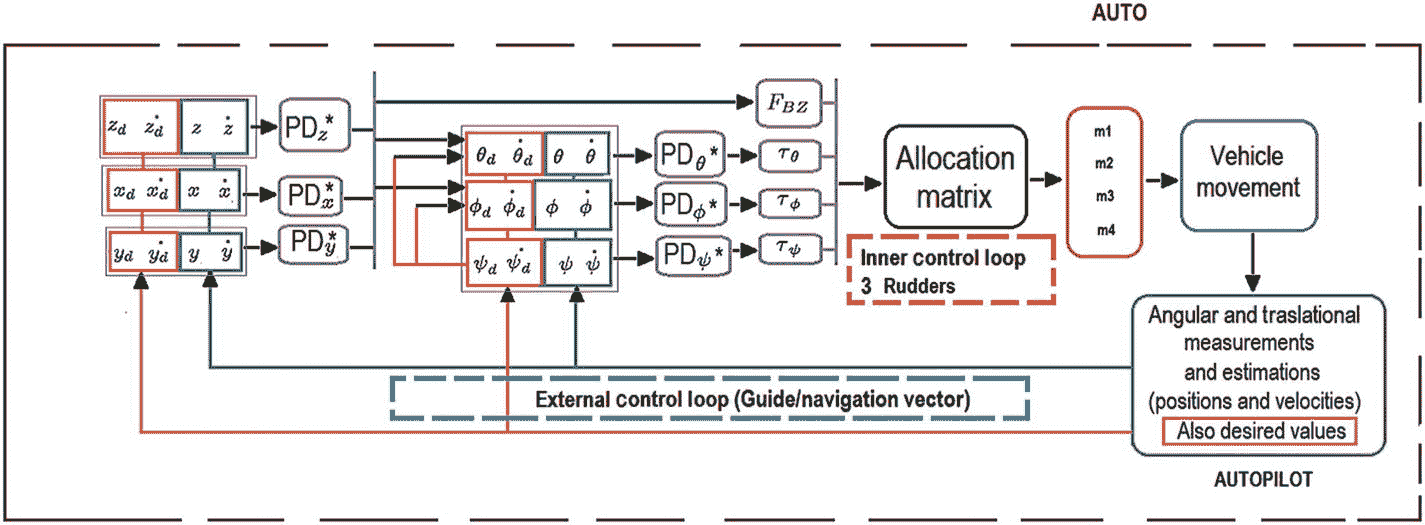 AUTO
z_d ż_d z ż
PD_z*
F_BZ
θ_d θ̇_d θ θ̇
PD_θ*
τ_θ
x_d ẋ_d x ẋ
PD_x*
ϕ_d ϕ̇_d ϕ ϕ̇
PD_ϕ*
τ_ϕ
y_d ẏ_d y ẏ
PD_y*
ψ_d ψ̇_d ψ ψ̇
PD_ψ*
τ_ψ
Allocation
matrix
m1
m2
m3
m4
Vehicle
movement
Inner control loop
3 Rudders
Angular and traslational
measurements
and estimations
(positions and velocities)
Also desired values
External control loop (Guide/navigation vector)
AUTOPILOT